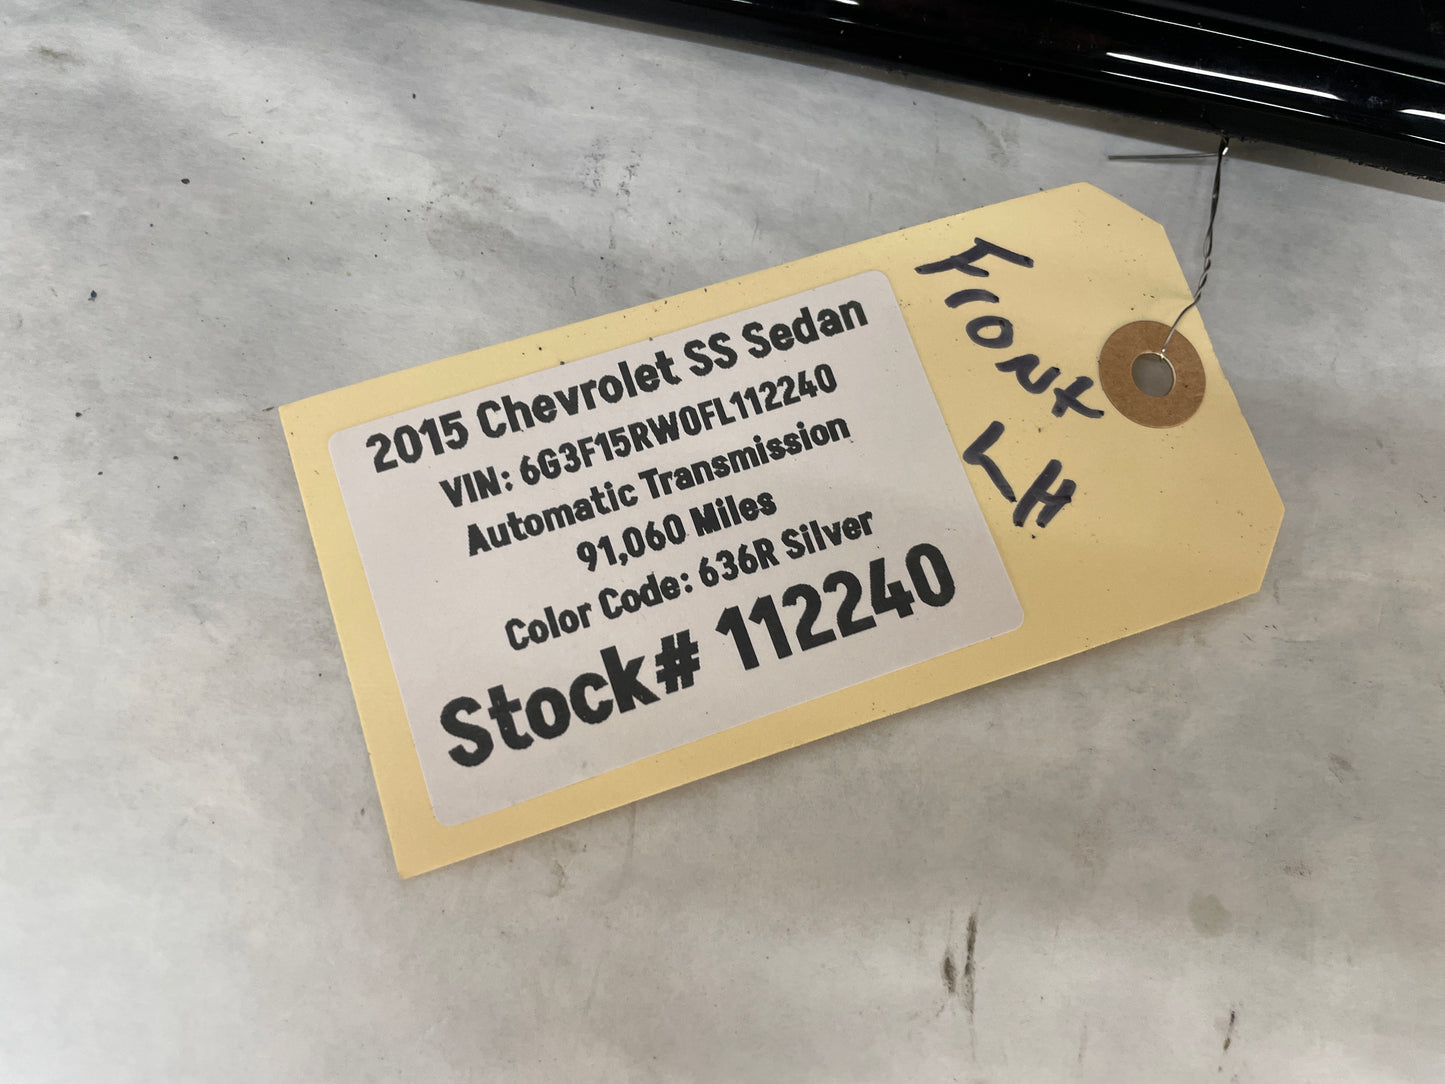 2015 Chevrolet SS Sedan
VIN: 6G3F15RW0FL112240
Automatic Transmission
91,060 Miles
Color Code: 636R Silver
Stock# 112240
Front LH